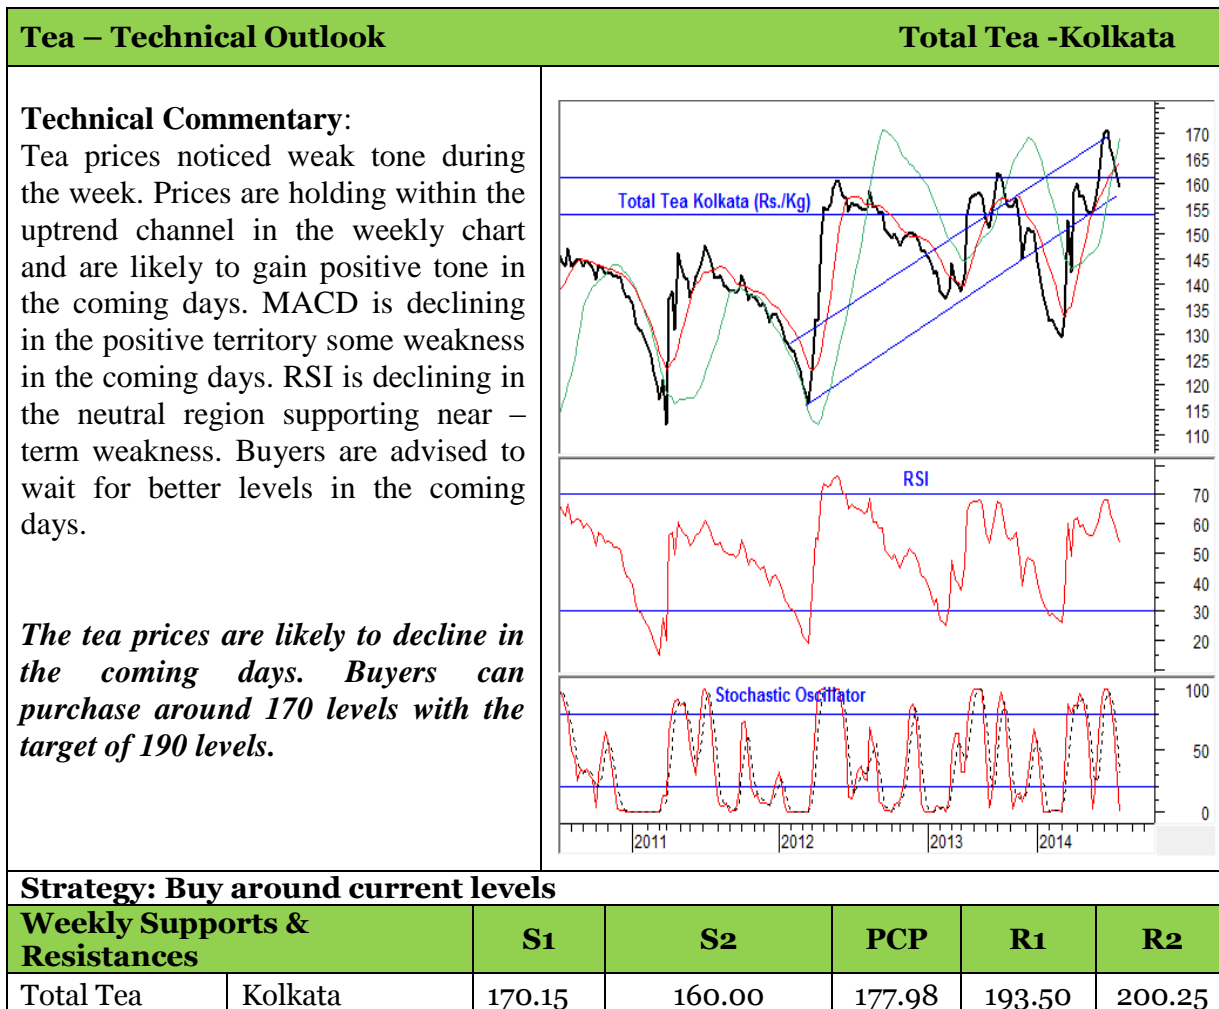 Tea – Technical Outlook Total Tea -Kolkata
Technical Commentary:
Tea prices noticed weak tone during
the week. Prices are holding within the
uptrend channel in the weekly chart
and are likely to gain positive tone in
the coming days. MACD is declining
in the positive territory some weakness
in the coming days. RSI is declining in
the neutral region supporting near –
term weakness. Buyers are advised to
wait for better levels in the coming
days.
The tea prices are likely to decline in
the coming days. Buyers can
purchase around 170 levels with the
target of 190 levels.
Total Tea Kolkata (Rs./Kg)
170
165
160
155
150
145
140
135
130
125
120
115
110
RSI
70
60
50
40
30
20
Stochastic Oscillator
100
50
0
2011 2012 2013 2014
Strategy: Buy around current levels
Weekly Supports &
Resistances
S1 S2 PCP R1 R2
Total Tea Kolkata 170.15 160.00 177.98 193.50 200.25